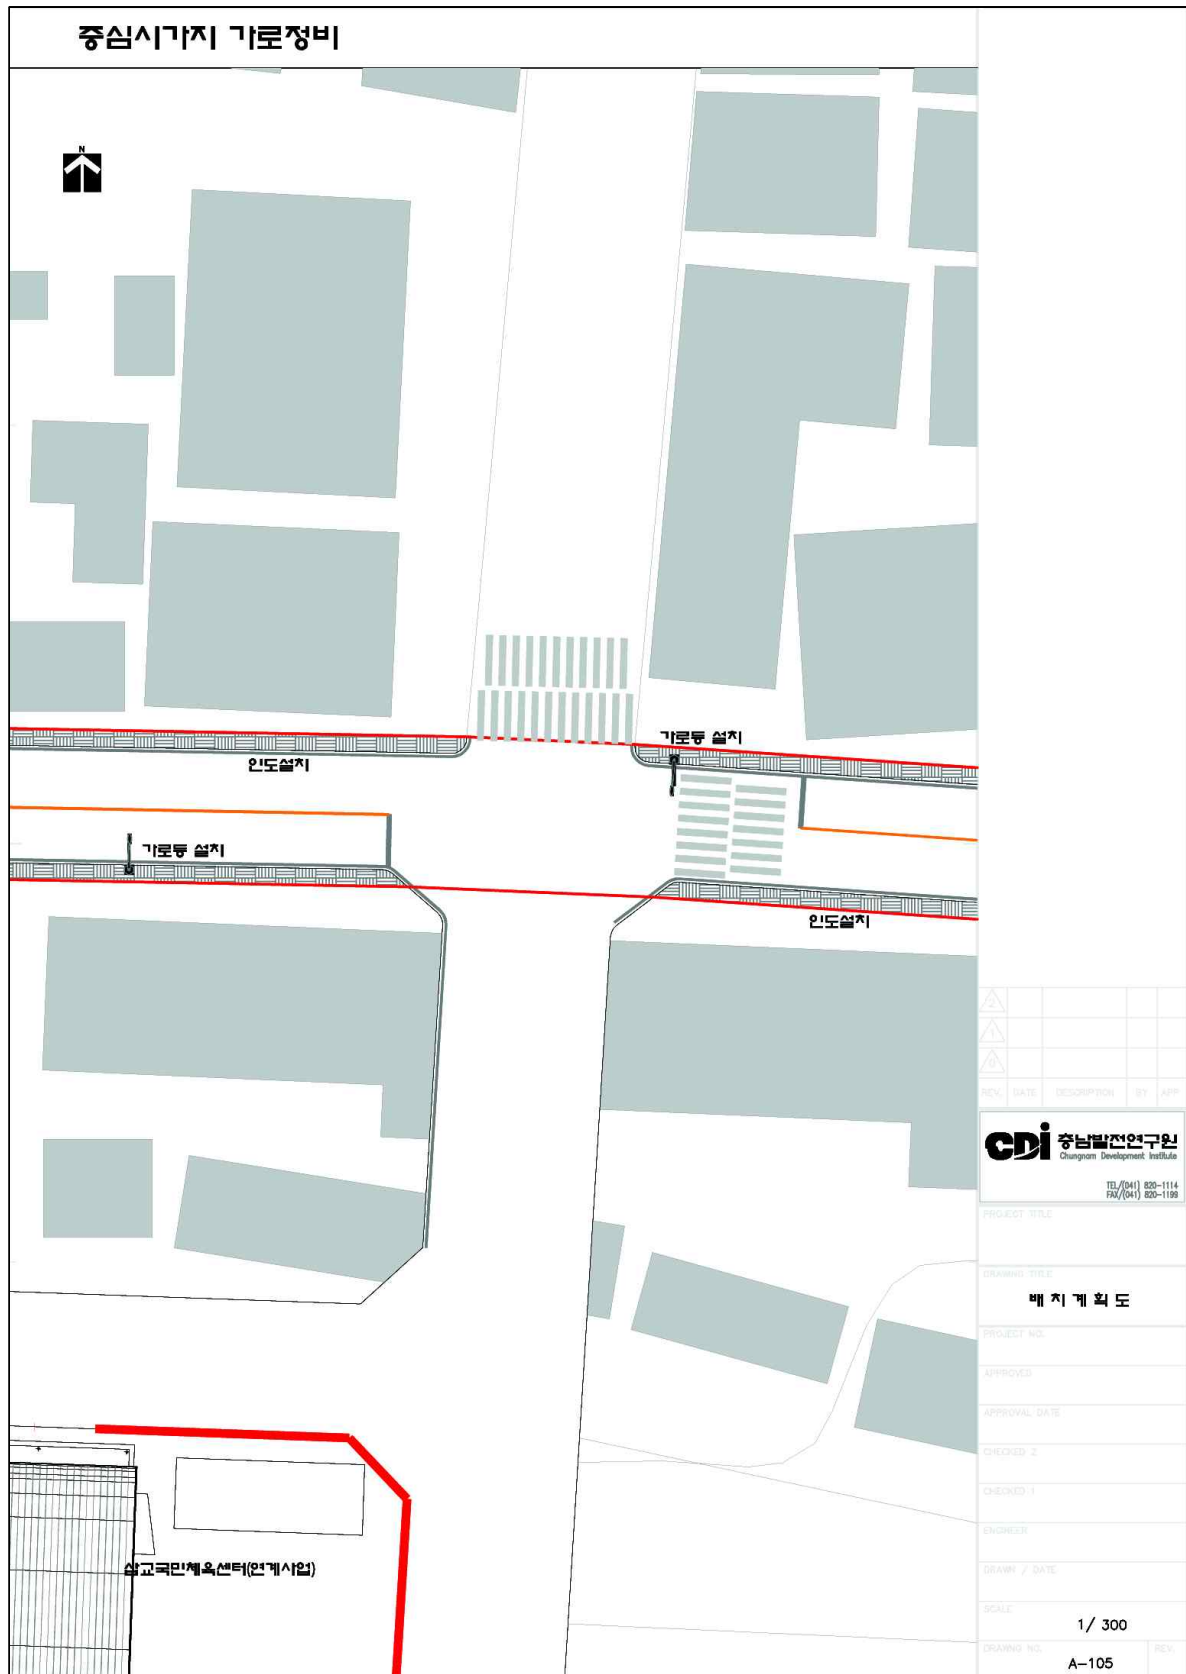 중심시가지 가로정비
N
가로등 설치
인도설치
가로등 설치
인도설치
삽교국민체육센터(연계사업)
2
1
0
REV. DATE DESCRIPTION BY APP
CDi 충남발전연구원
Chungnam Development Institute
TEL/(041) 820-1114
FAX/(041) 820-1199
PROJECT TITLE
DRAWING TITLE
배치계획도
PROJECT NO.
APPROVED
APPROVAL DATE
CHECKED 2
CHECKED 1
ENGINEER
DRAWN / DATE
SCALE
1/ 300
DRAWING NO. REV.
A-105